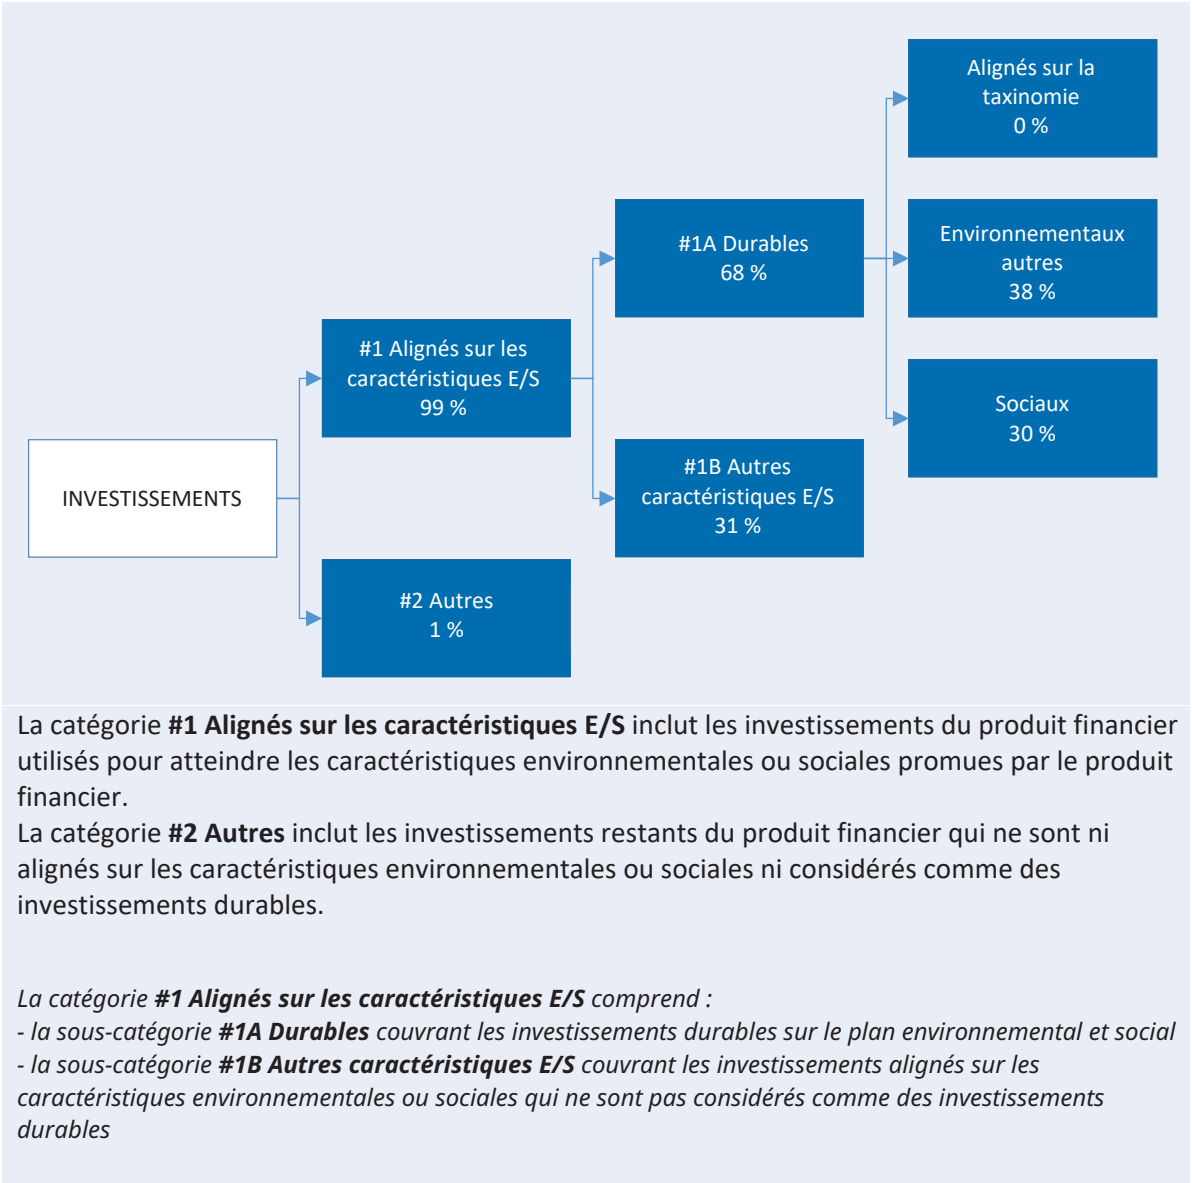 Alignés sur la
taxinomie
0 %
#1A Durables
68 %
Environnementaux
autres
38 %
#1 Alignés sur les
caractéristiques E/S
99 %
Sociaux
30 %
INVESTISSEMENTS
#1B Autres
caractéristiques E/S
31 %
#2 Autres
1 %
La catégorie #1 Alignés sur les caractéristiques E/S inclut les investissements du produit financier
utilisés pour atteindre les caractéristiques environnementales ou sociales promues par le produit
financier.
La catégorie #2 Autres inclut les investissements restants du produit financier qui ne sont ni
alignés sur les caractéristiques environnementales ou sociales ni considérés comme des
investissements durables.
La catégorie #1 Alignés sur les caractéristiques E/S comprend :
- la sous-catégorie #1A Durables couvrant les investissements durables sur le plan environnemental et social
- la sous-catégorie #1B Autres caractéristiques E/S couvrant les investissements alignés sur les
caractéristiques environnementales ou sociales qui ne sont pas considérés comme des investissements
durables